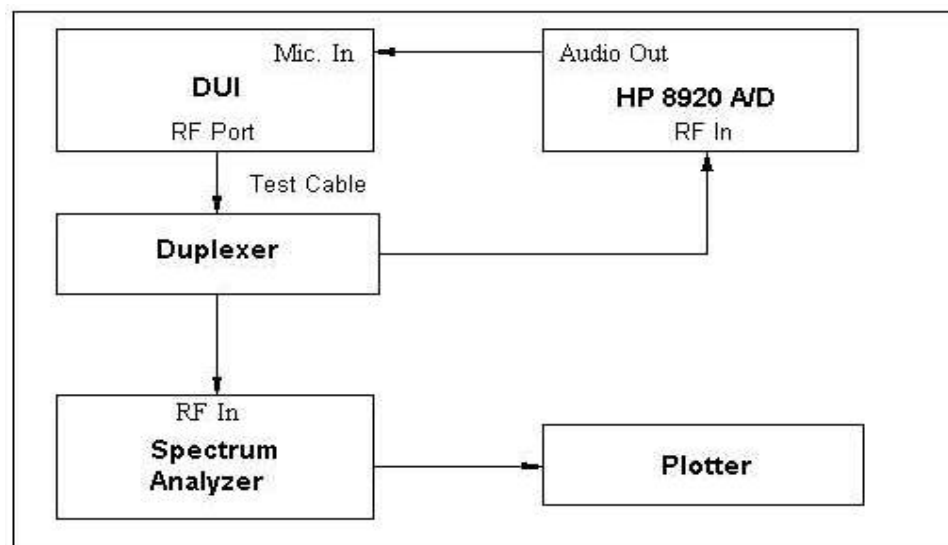 Mic. In
DUI
RF Port
Audio Out
HP 8920 A/D
RF In
Test Cable
Duplexer
RF In
Spectrum
Analyzer
Plotter